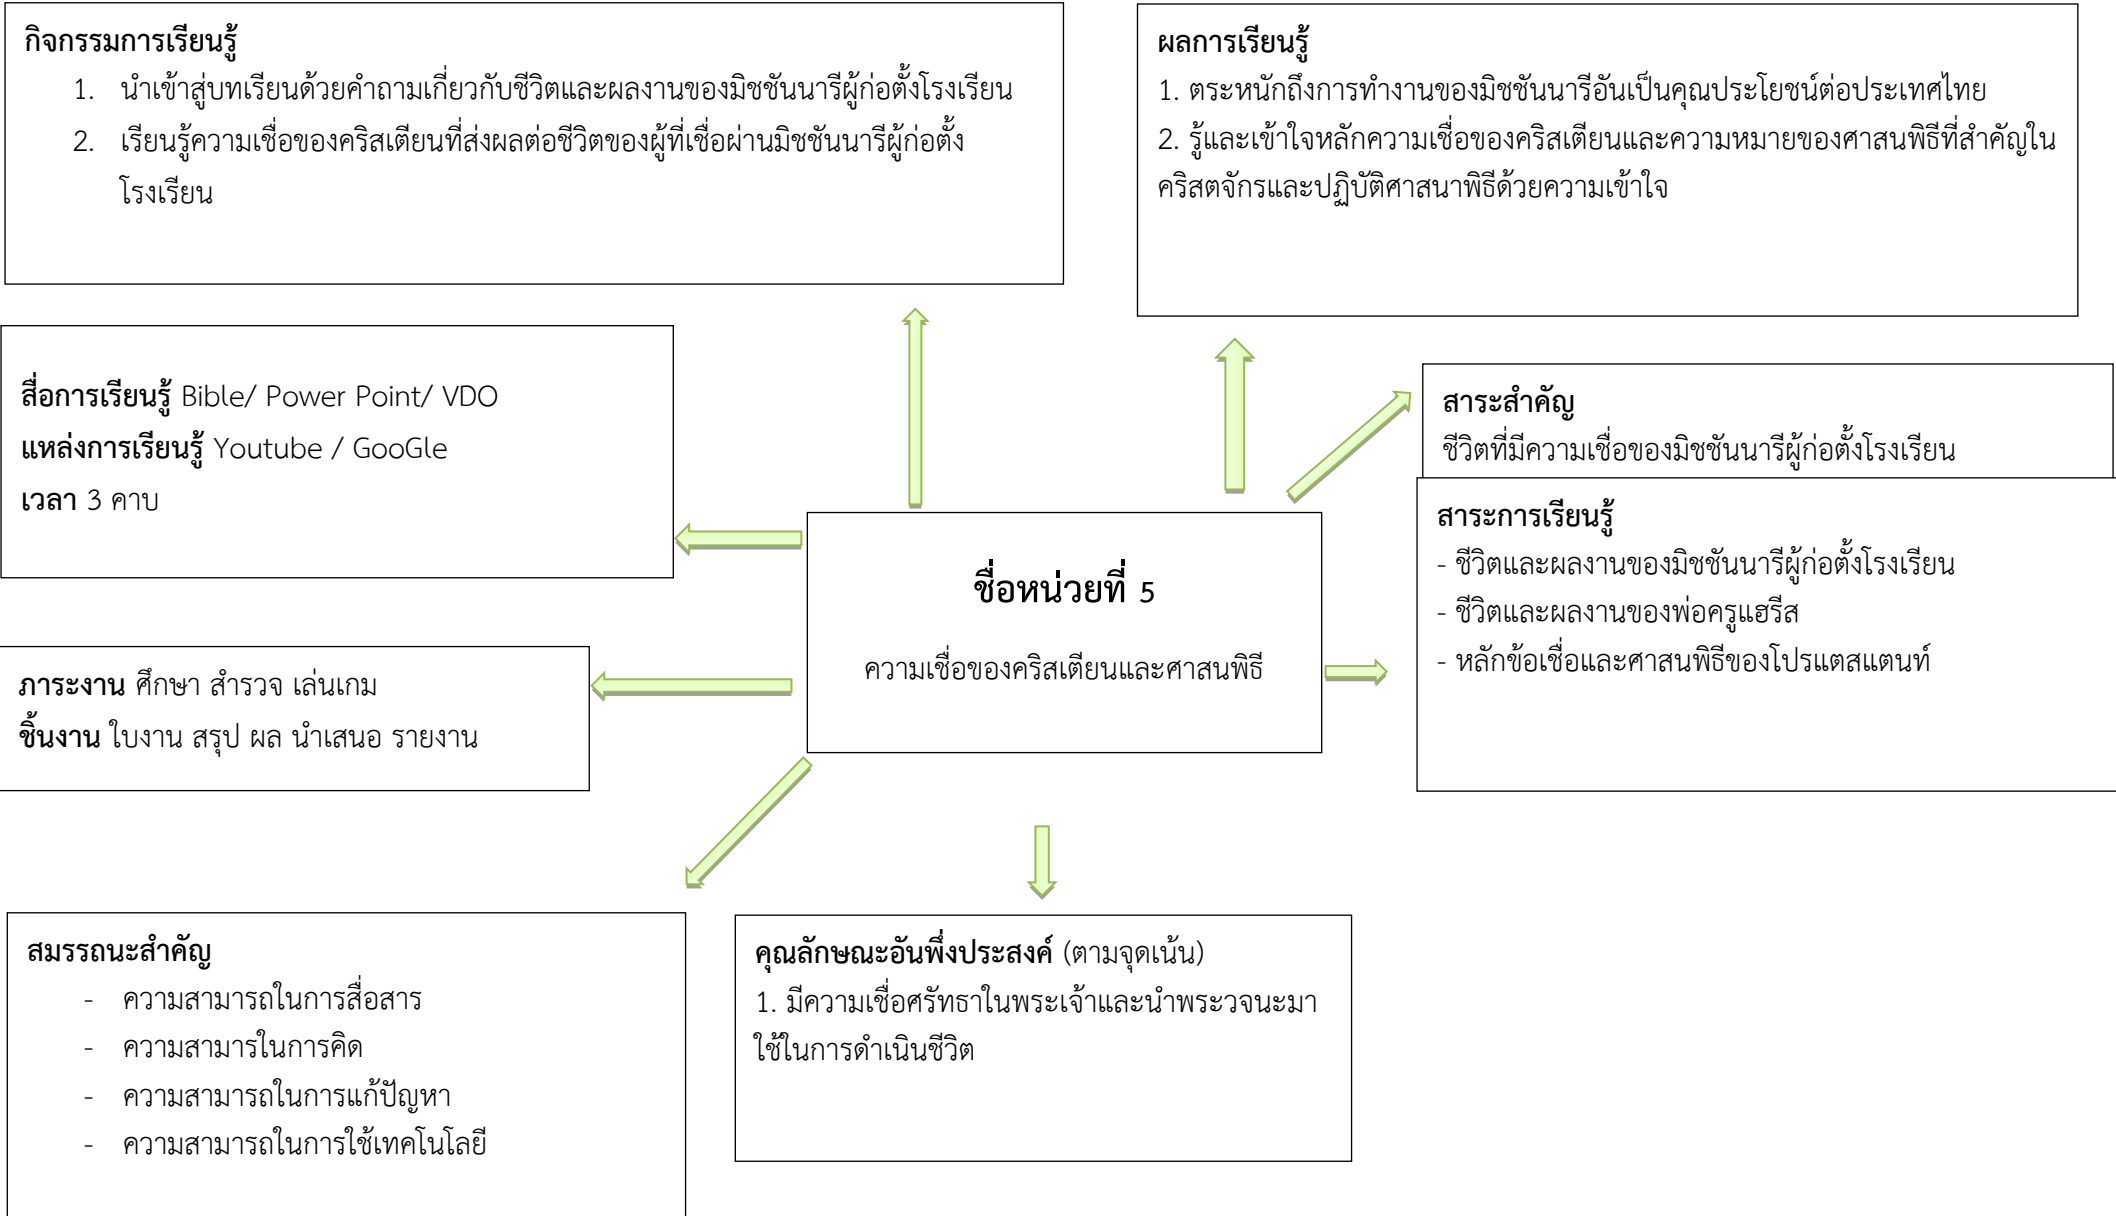 กิจกรรมการเรียนรู้
1. นำเข้าสู่บทเรียนด้วยคำถามเกี่ยวกับชีวิตและผลงานของมิชชันนารีผู้ก่อตั้งโรงเรียน
2. เรียนรู้ความเชื่อของคริสเตียนที่ส่งผลต่อชีวิตของผู้ที่เชื่อผ่านมิชชันนารีผู้ก่อตั้ง
โรงเรียน
ผลการเรียนรู้
1. ตระหนักถึงการทำงานของมิชชันนารีอันเป็นคุณประโยชน์ต่อประเทศไทย
2. รู้และเข้าใจหลักความเชื่อของคริสเตียนและความหมายของศาสนพิธีที่สำคัญใน
คริสตจักรและปฏิบัติศาสนาพิธีด้วยความเข้าใจ
สื่อการเรียนรู้ Bible/ Power Point/ VDO
แหล่งการเรียนรู้ Youtube / GooGle
เวลา 3 คาบ
สาระสำคัญ
ชีวิตที่มีความเชื่อของมิชชันนารีผู้ก่อตั้งโรงเรียน
สาระการเรียนรู้
- ชีวิตและผลงานของมิชชันนารีผู้ก่อตั้งโรงเรียน
- ชีวิตและผลงานของพ่อครูแฮรีส
- หลักข้อเชื่อและศาสนพิธีของโปรแตสแตนท์
ชื่อหน่วยที่ 5
ความเชื่อของคริสเตียนและศาสนพิธี
ภาระงาน ศึกษา สำรวจ เล่นเกม
ชิ้นงาน ใบงาน สรุป ผล นำเสนอ รายงาน
สมรรถนะสำคัญ
- ความสามารถในการสื่อสาร
- ความสามารในการคิด
- ความสามารถในการแก้ปัญหา
- ความสามารถในการใช้เทคโนโลยี
คุณลักษณะอันพึ่งประสงค์ (ตามจุดเน้น)
1. มีความเชื่อศรัทธาในพระเจ้าและนำพระวจนะมา
ใช้ในการดำเนินชีวิต